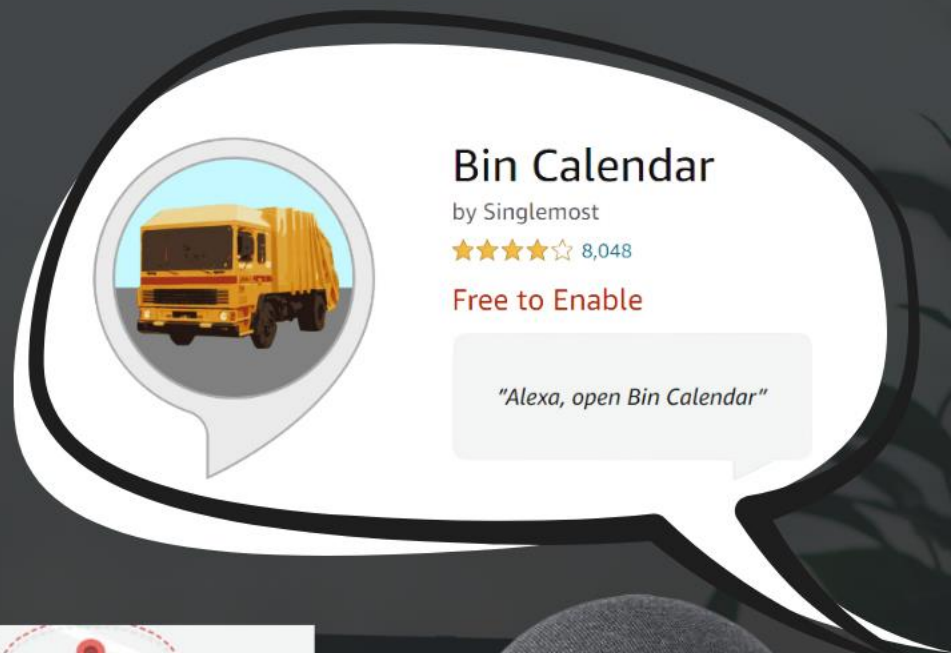 Bin Calendar
by Singlemost
8,048
Free to Enable
"Alexa, open Bin Calendar"